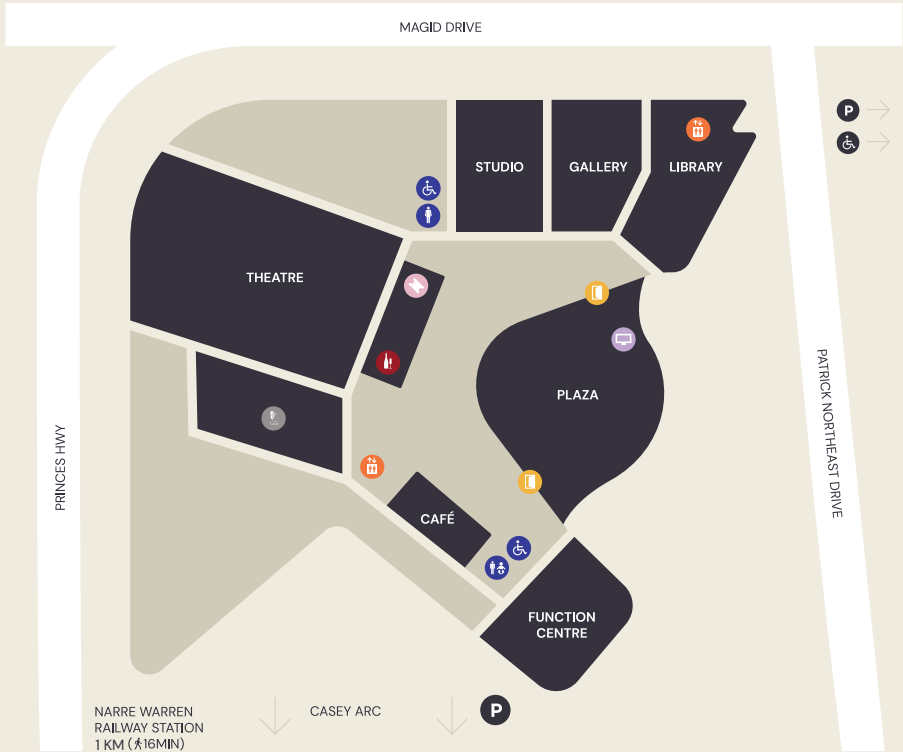 MAGID DRIVE
P
STUDIO
GALLERY
LIBRARY
THEATRE
PLAZA
PATRICK NORTHEAST DRIVE
PRINCES HWY
CAFÉ
FUNCTION
CENTRE
NARRE WARREN
RAILWAY STATION
1 KM (16MIN)
CASEY ARC
P